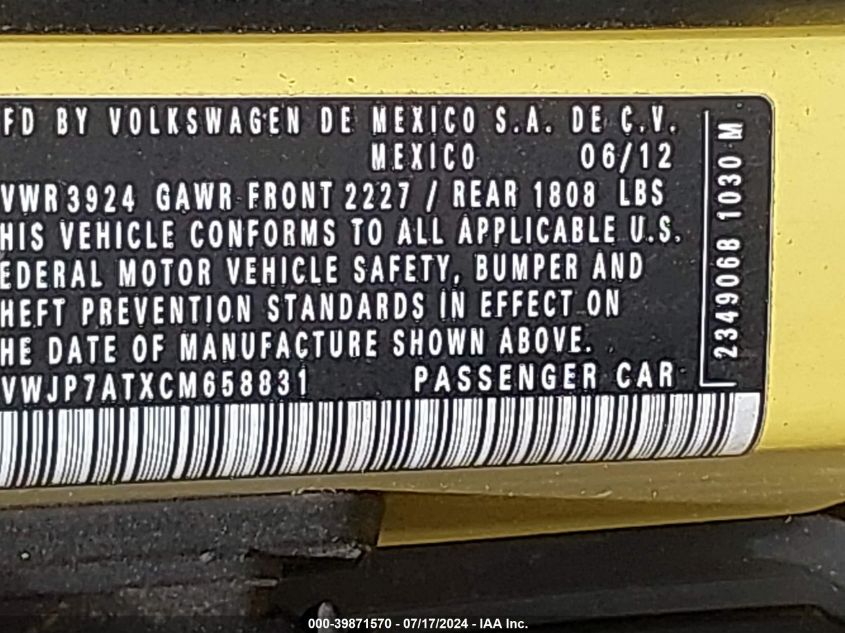 FD BY VOLKSWAGEN DE MEXICO S.A. DE C.V.
MEXICO 06/12
VWR 3924 GAWR FRONT 2227 / REAR 1808 LBS
HIS VEHICLE CONFORMS TO ALL APPLICABLE U.S.
EDERAL MOTOR VEHICLE SAFETY, BUMPER AND
HEFT PREVENTION STANDARDS IN EFFECT ON
HE DATE OF MANUFACTURE SHOWN ABOVE.
VWJP7ATXCM658831 PASSENGER CAR
2349068 1030 M
000-39871570 - 07/17/2024 - IAA Inc.